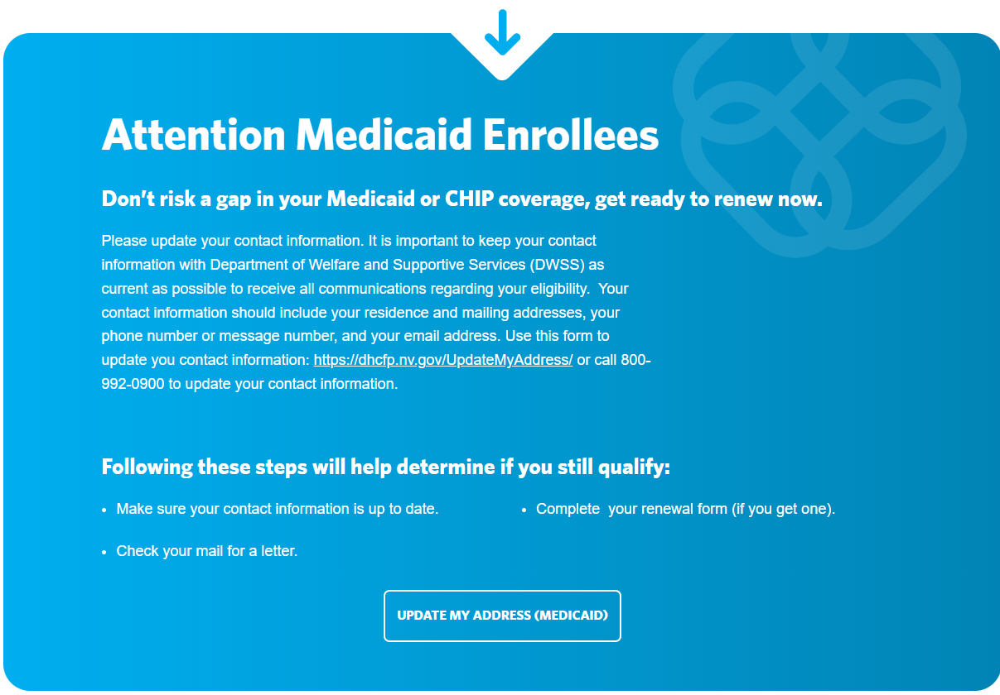 Attention Medicaid Enrollees
Don’t risk a gap in your Medicaid or CHIP coverage, get ready to renew now.
Please update your contact information. It is important to keep your contact
information with Department of Welfare and Supportive Services (DWSS) as
current as possible to receive all communications regarding your eligibility.  Your
contact information should include your residence and mailing addresses, your
phone number or message number, and your email address. Use this form to
update you contact information: https://dhcfp.nv.gov/UpdateMyAddress/ or call 800-
992-0900 to update your contact information.
Following these steps will help determine if you still qualify:
• Make sure your contact information is up to date.
• Complete  your renewal form (if you get one).
• Check your mail for a letter.
UPDATE MY ADDRESS (MEDICAID)